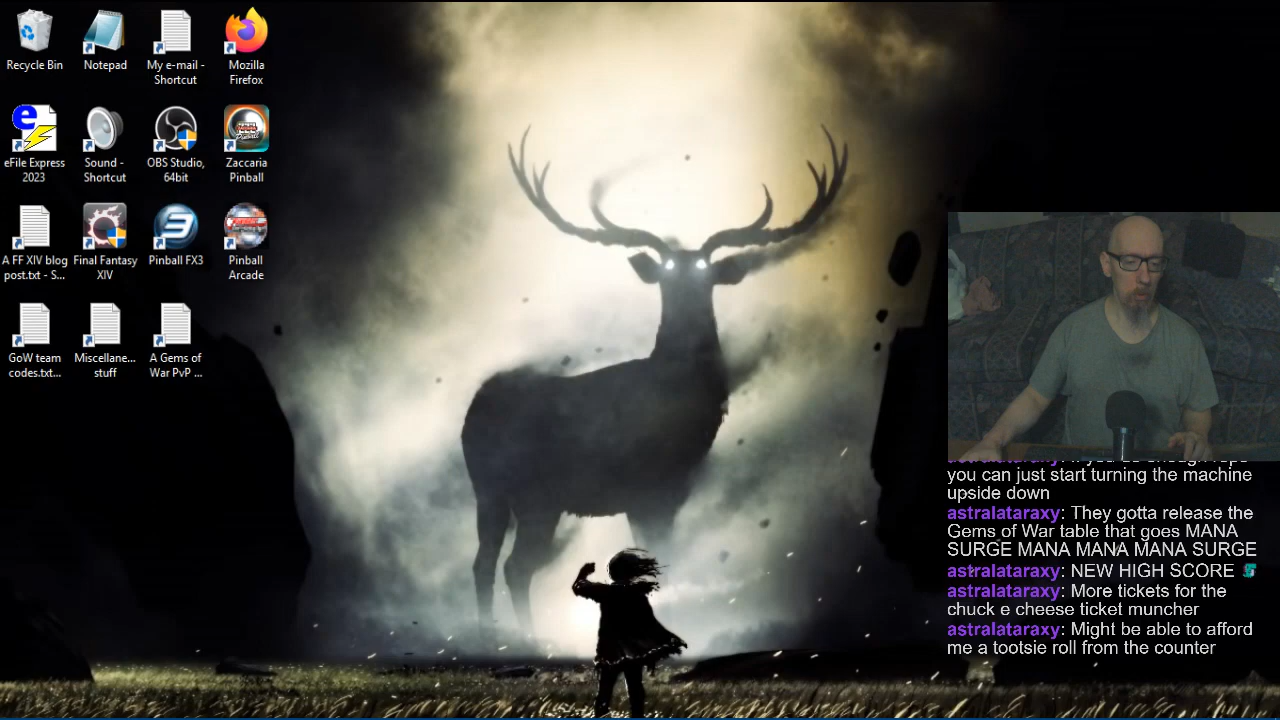 Recycle Bin
Notepad
My e-mail -
Shortcut
Mozilla
Firefox
eFile Express
2023
Sound -
Shortcut
OBS Studio,
64bit
Zaccaria
Pinball
A FF XIV blog
post.txt - S...
Final Fantasy
XIV
Pinball FX3
Pinball
Arcade
GoW team
codes.txt...
Miscellane...
stuff
A Gems of
War PvP ...
you can just start turning the machine
upside down
astralataraxy: They gotta release the
Gems of War table that goes MANA
SURGE MANA MANA MANA SURGE
astralataraxy: NEW HIGH SCORE
astralataraxy: More tickets for the
chuck e cheese ticket muncher
astralataraxy: Might be able to afford
me a tootsie roll from the counter